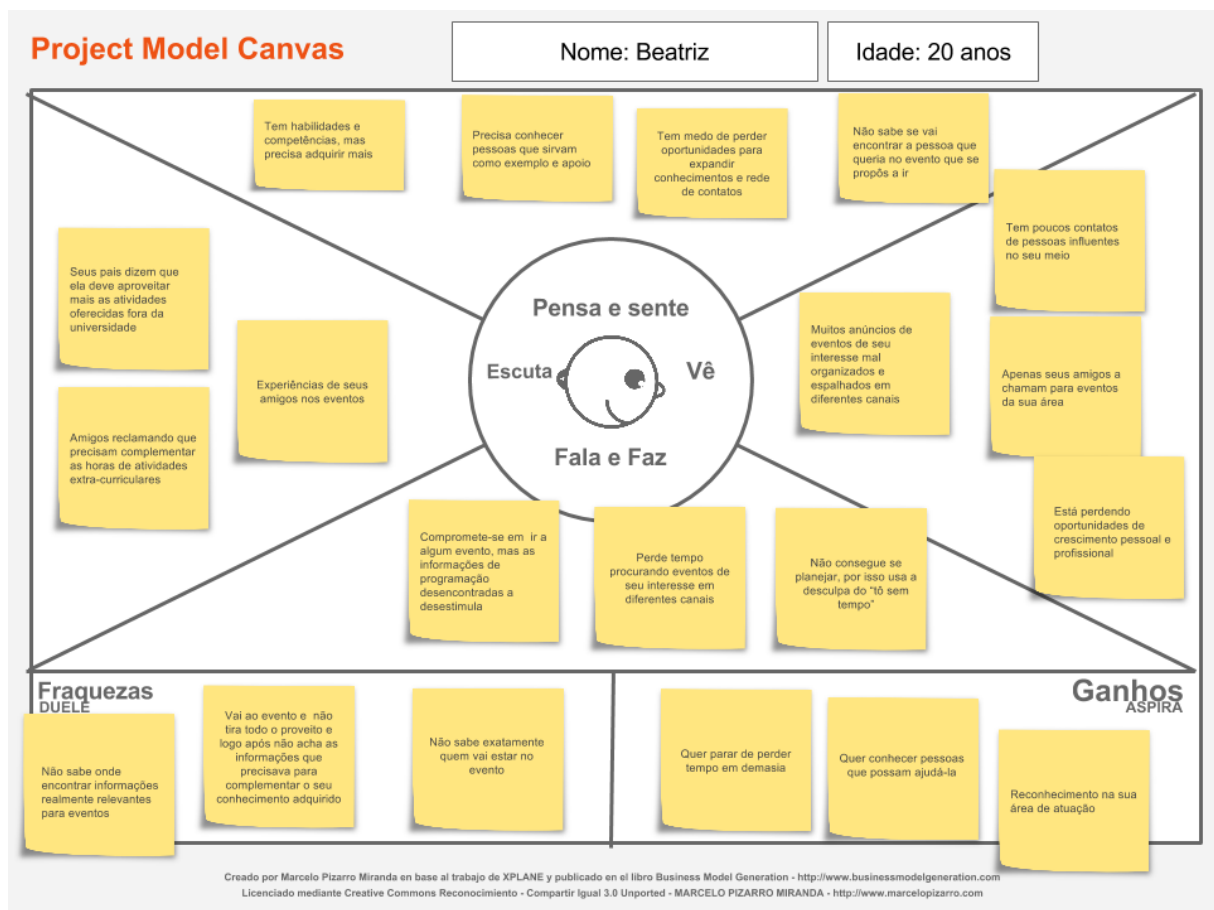 Project Model Canvas
Nome: Beatriz
Idade: 20 anos
Tem habilidades e
competências, mas
precisa adquirir mais
Precisa conhecer
pessoas que sirvam
como exemplo e apoio
Tem medo de perder
oportunidades para
expandir
conhecimentos e rede
de contatos
Não sabe se vai
encontrar a pessoa que
queria no evento que se
propôs a ir
Tem poucos contatos
de pessoas influentes
no seu meio
Seus pais dizem que
ela deve aproveitar
mais as atividades
oferecidas fora da
universidade
Experiências de seus
amigos nos eventos
Amigos reclamando que
precisam complementar
as horas de atividades
extra-curriculares
Pensa e sente
Escuta
Vê
Fala e Faz
Muitos anúncios de
eventos de seu
interesse mal
organizados e
espalhados em
diferentes canais
Apenas seus amigos a
chamam para eventos
da sua área
Está perdendo
oportunidades de
crescimento pessoal e
profissional
Compromete-se em ir a
algum evento, mas as
informações de
programação
desencontradas a
desestimula
Perde tempo
procurando eventos de
seu interesse em
diferentes canais
Não consegue se
planejar, por isso usa a
desculpa do “tô sem
tempo”
Fraquezas
DUELE
Não sabe onde
encontrar informações
realmente relevantes
para eventos
Vai ao evento e não
tira todo o proveito e
logo após não acha as
informações que
precisava para
complementar o seu
conhecimento adquirido
Não sabe exatamente
quem vai estar no
evento
Ganhos
ASPIRA
Quer parar de perder
tempo em demasia
Quer conhecer pessoas
que possam ajudá-la
Reconhecimento na sua
área de atuação
Creado por Marcelo Pizarro Miranda en base al trabajo de XPLANE y publicado en el libro Business Model Generation - http://www.businessmodelgeneration.com
Licenciado mediante Creative Commons Reconocimiento - Compartir Igual 3.0 Unported - MARCELO PIZARRO MIRANDA - http://www.marcelopizarro.com